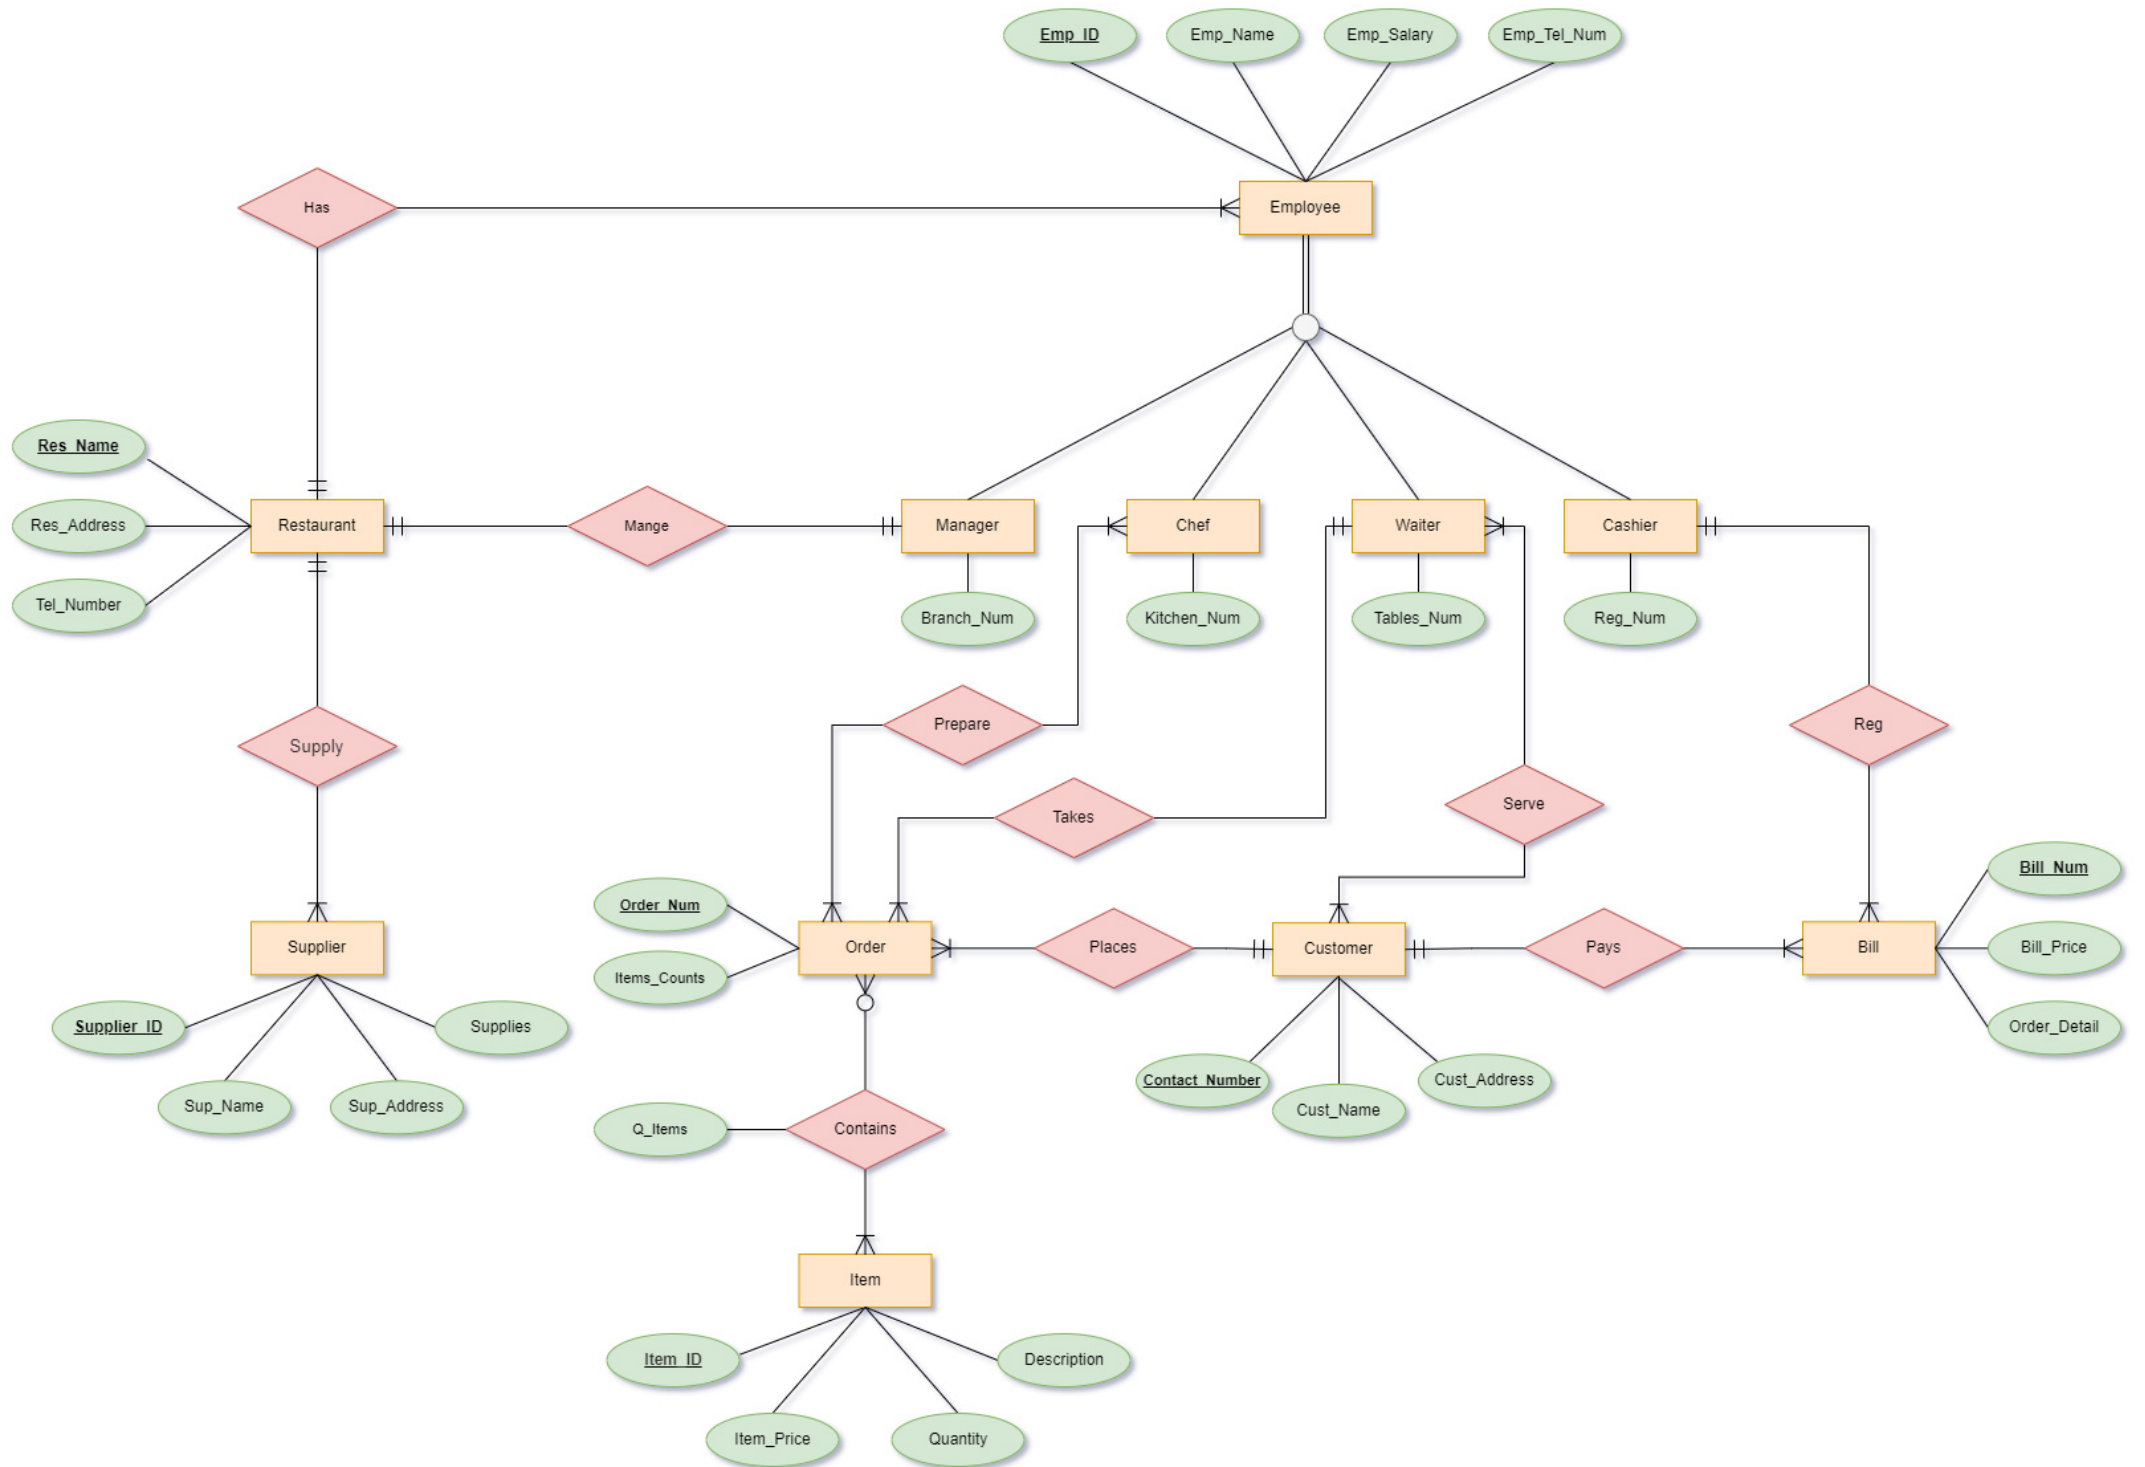 Emp_ID
Emp_Name
Emp_Salary
Emp_Tel_Num
Has
Employee
Res_Name
Res_Address
Tel_Number
Restaurant
Mange
Manager
Chef
Waiter
Cashier
Branch_Num
Kitchen_Num
Tables_Num
Reg_Num
Supply
Prepare
Reg
Takes
Serve
Order_Num
Items_Counts
Bill_Num
Bill_Price
Order_Detail
Supplier
Order
Places
Customer
Pays
Bill
Supplier_ID
Supplies
Sup_Name
Sup_Address
Contact_Number
Cust_Name
Cust_Address
Q_Items
Contains
Item
Item_ID
Description
Item_Price
Quantity